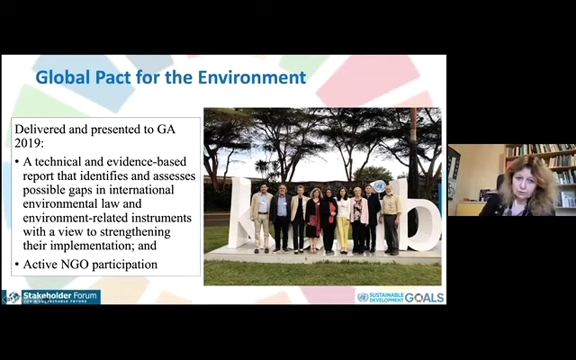 Global Pact for the Environment
Delivered and presented to GA
2019:
• A technical and evidence-based
report that identifies and assesses
possible gaps in international
environmental law and
environment-related instruments
with a view to strengthening
their implementation; and
• Active NGO participation
Stakeholder Forum
SUSTAINABLE
DEVELOPMENT
GOALS